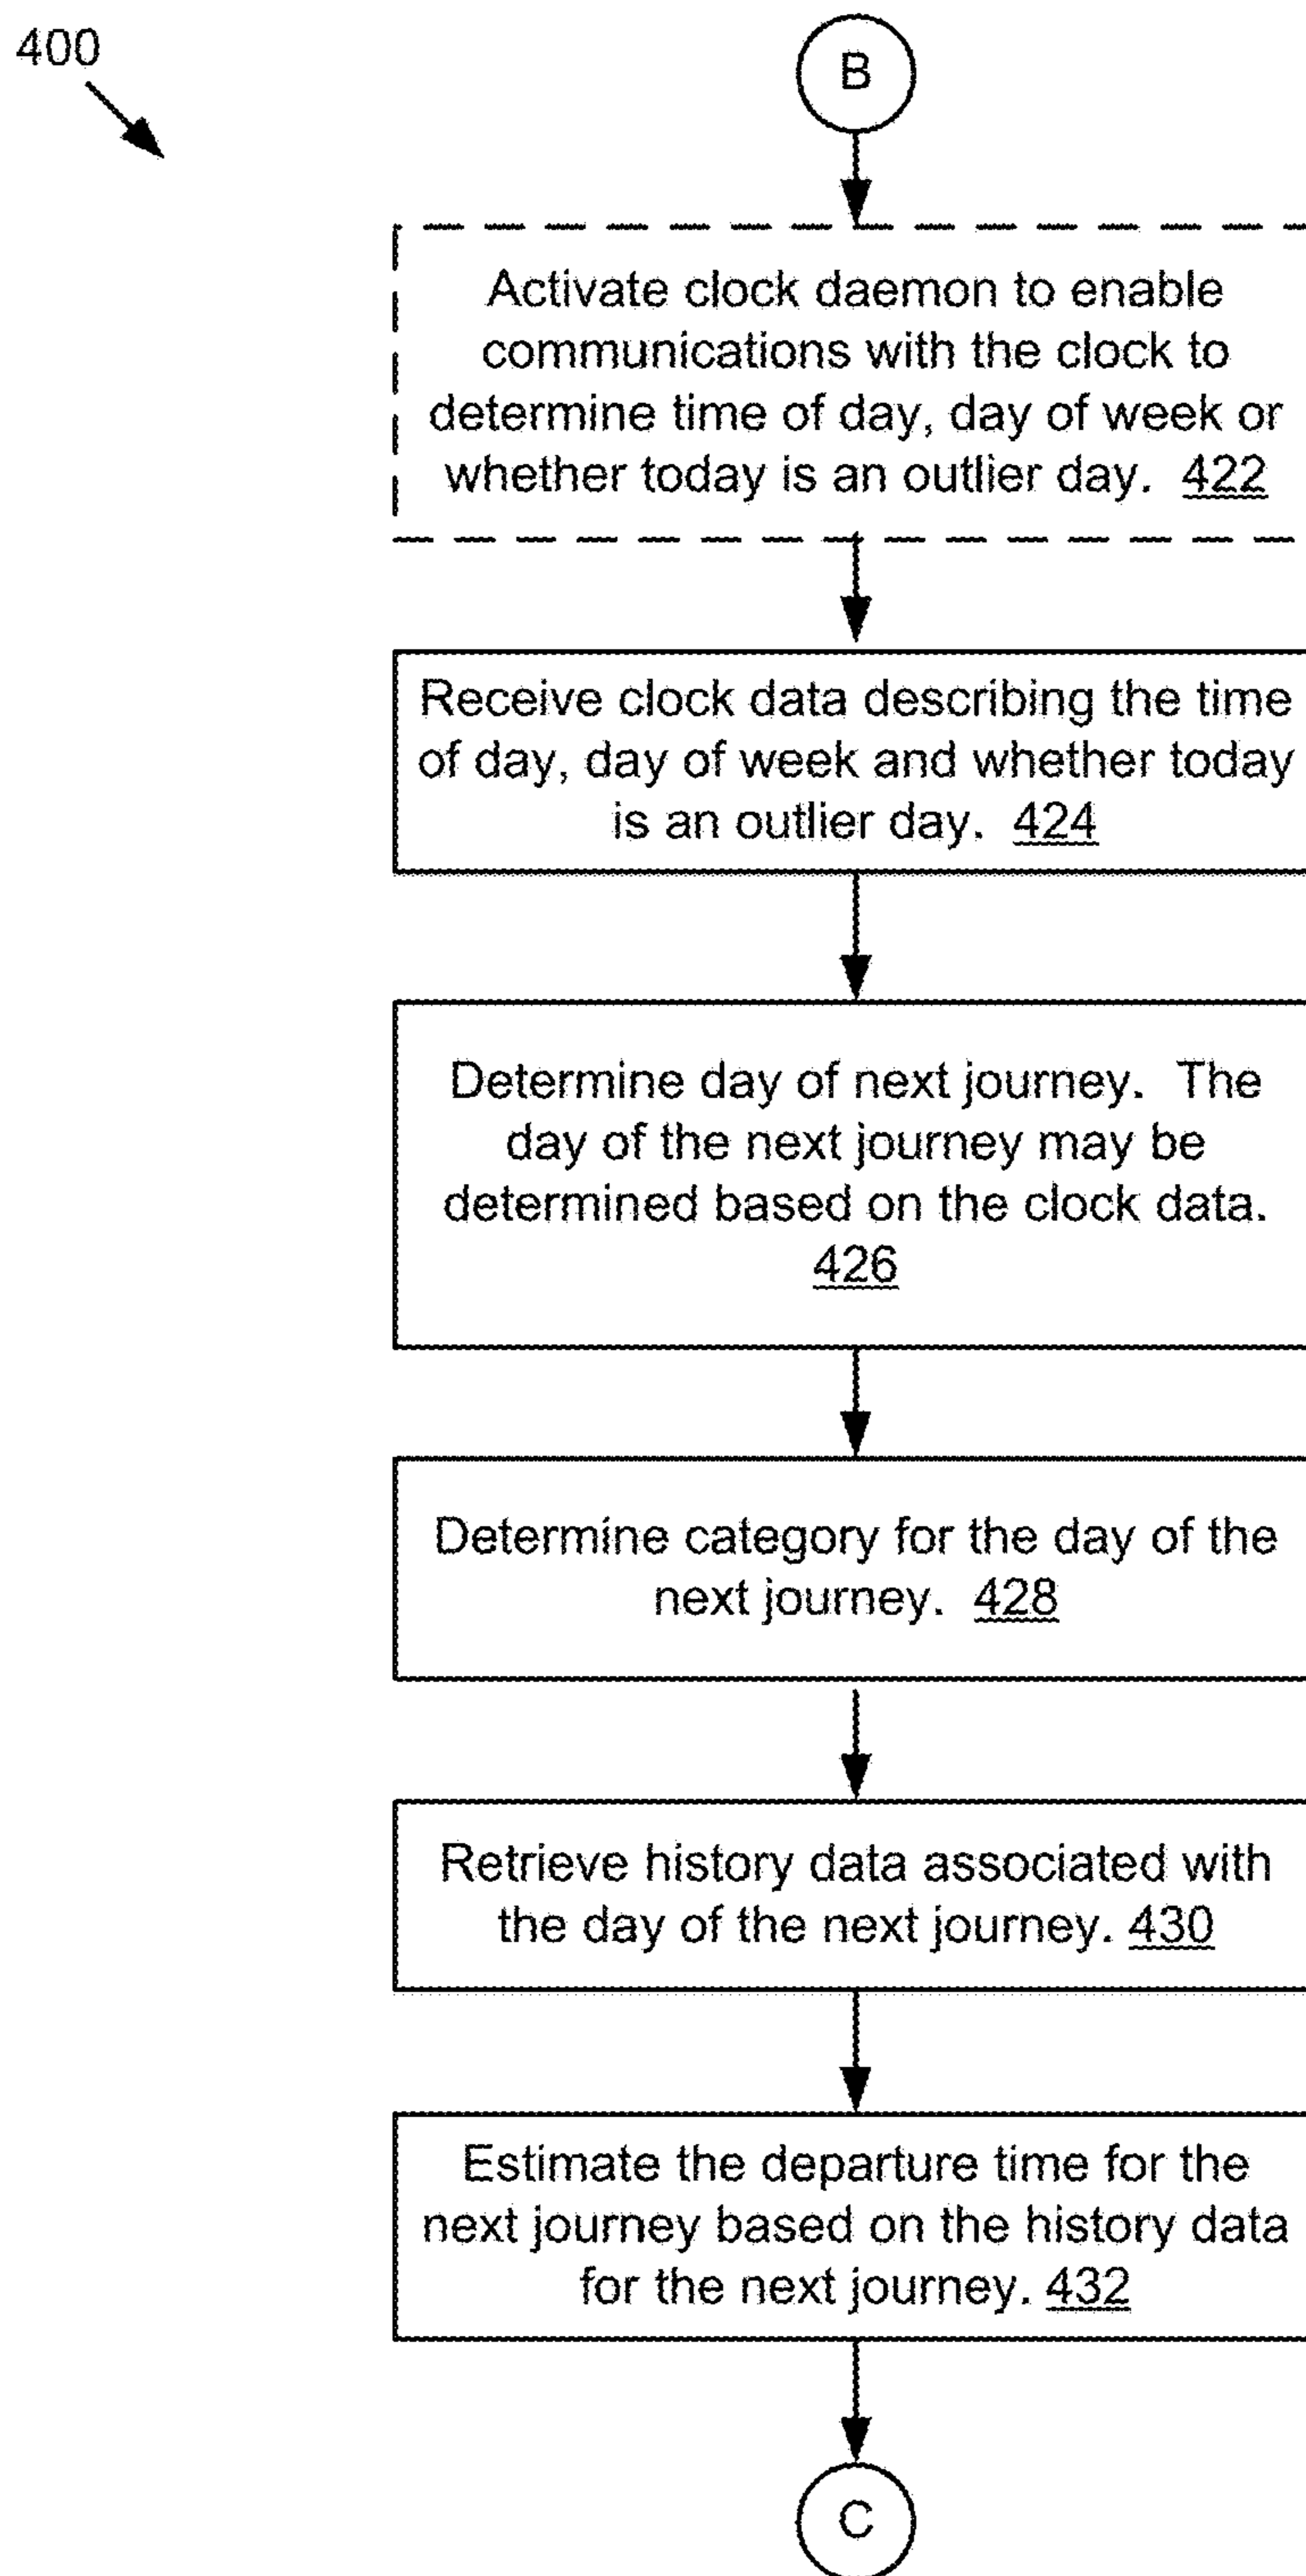 400
B
Activate clock daemon to enable
communications with the clock to
determine time of day, day of week or
whether today is an outlier day. 422
Receive clock data describing the time
of day, day of week and whether today
is an outlier day. 424
Determine day of next journey. The
day of the next journey may be
determined based on the clock data.
426
Determine category for the day of the
next journey. 428
Retrieve history data associated with
the day of the next journey. 430
Estimate the departure time for the
next journey based on the history data
for the next journey. 432
C